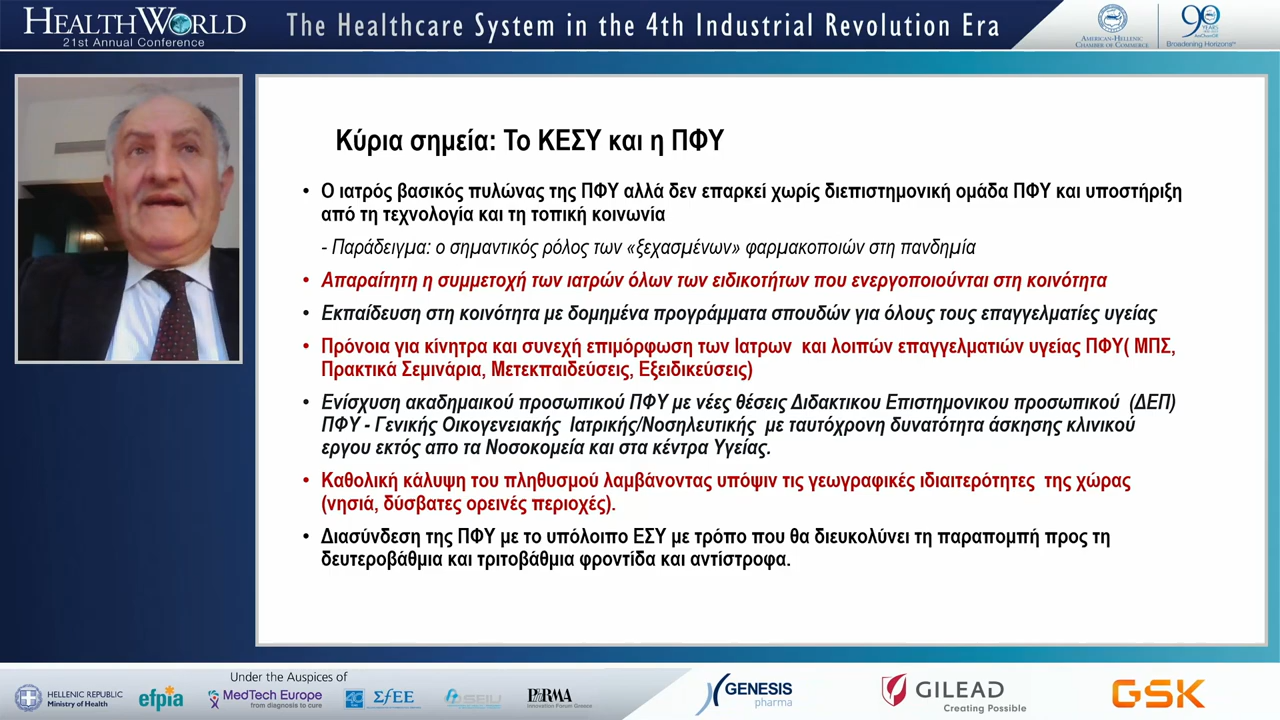 HEALTHWORLD
21st Annual Conference
The Healthcare System in the 4th Industrial Revolution Era
AMERICAN-HELLENIC
CHAMBER OF COMMERCE
90
YEARS
Broadening Horizons
Κύρια σημεία: Το ΚΕΣΥ και η ΠΦΥ
• Ο ιατρός βασικός πυλώνας της ΠΦΥ αλλά δεν επαρκεί χωρίς διεπιστημονική ομάδα ΠΦΥ και υποστήριξη
από τη τεχνολογία και τη τοπική κοινωνία
- Παράδειγμα: ο σημαντικός ρόλος των «ξεχασμένων» φαρμακοποιών στη πανδημία
• Απαραίτητη η συμμετοχή των ιατρών όλων των ειδικοτήτων που ενεργοποιούνται στη κοινότητα
• Εκπαίδευση στη κοινότητα με δομημένα προγράμματα σπουδών για όλους τους επαγγελματίες υγείας
• Πρόνοια για κίνητρα και συνεχή επιμόρφωση των Ιατρων και λοιπών επαγγελματιών υγείας ΠΦΥ( ΜΠΣ,
Πρακτικά Σεμινάρια, Μετεκπαιδεύσεις, Εξειδικεύσεις)
• Ενίσχυση ακαδημαικού προσωπικού ΠΦΥ με νέες θέσεις Διδακτικου Επιστημονικου προσωπικού (ΔΕΠ)
ΠΦΥ - Γενικής Οικογενειακής Ιατρικής/Νοσηλευτικής με ταυτόχρονη δυνατότητα άσκησης κλινικού
εργου εκτός απο τα Νοσοκομεία και στα κέντρα Υγείας.
• Καθολική κάλυψη του πληθυσμού λαμβάνοντας υπόψιν τις γεωγραφικές ιδιαιτερότητες της χώρας
(νησιά, δύσβατες ορεινές περιοχές).
• Διασύνδεση της ΠΦΥ με το υπόλοιπο ΕΣΥ με τρόπο που θα διευκολύνει τη παραπομπή προς τη
δευτεροβάθμια και τριτοβάθμια φροντίδα και αντίστροφα.
Under the Auspices of
HELLENIC REPUBLIC
Ministry of Health
efpia
MedTech Europe
from diagnosis to cure
ΣfΕΕ
SEIV
Innovation Forum Greece
GENESIS
pharma
GILEAD
Creating Possible
GSK